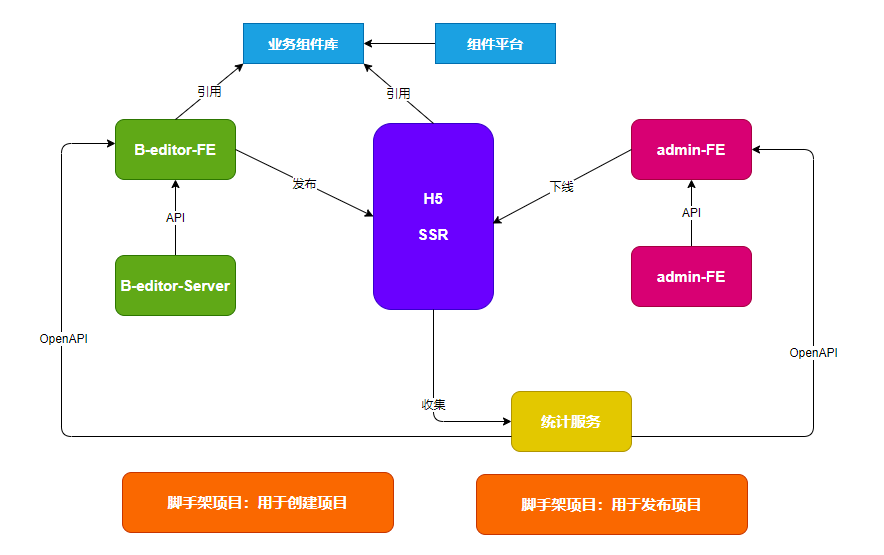 业务组件库
组件平台
引用
引用
B-editor-FE
H5
SSR
admin-FE
发布
下线
API
API
B-editor-Server
admin-FE
OpenAPI
OpenAPI
收集
统计服务
脚手架项目：用于创建项目
脚手架项目：用于发布项目